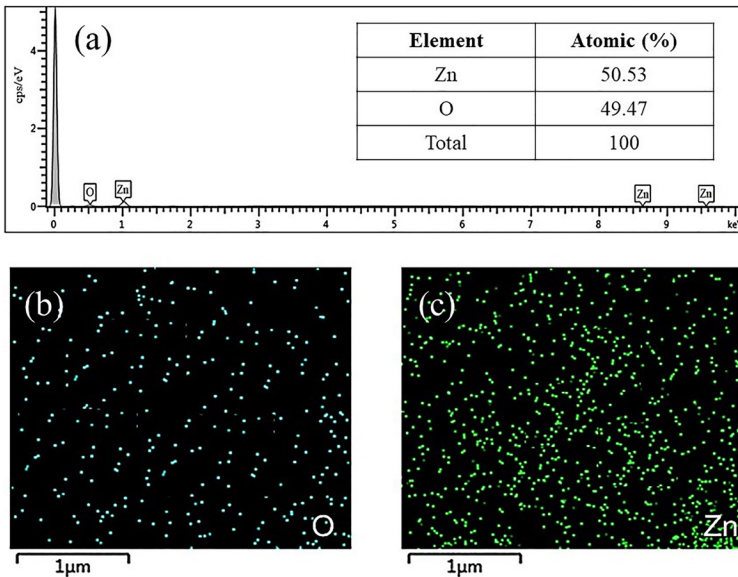 (a)
Element Atomic (%)
Zn 50.53
O 49.47
Total 100
cps/eV
4
2
0
O Zn Zn Zn
0 1 2 3 4 5 6 7 8 9 ke
(b)
O
1μm
(c)
Zn
1μm